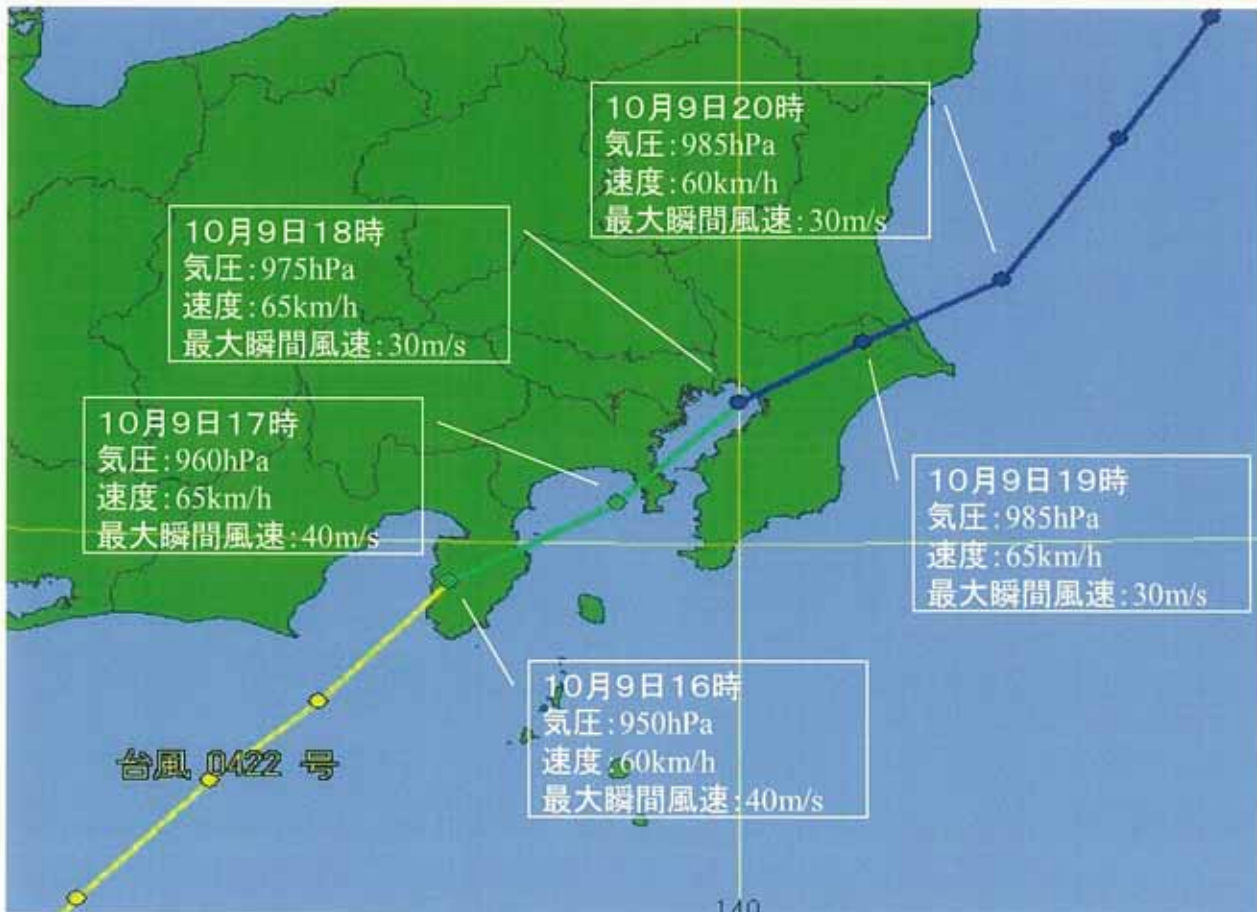 10月9日20時
気圧:985hPa
速度:60km/h
最大瞬間風速:30m/s
10月9日18時
気圧:975hPa
速度:65km/h
最大瞬間風速:30m/s
10月9日17時
気圧:960hPa
速度:65km/h
最大瞬間風速:40m/s
10月9日19時
気圧:985hPa
速度:65km/h
最大瞬間風速:30m/s
10月9日16時
気圧:950hPa
速度:60km/h
最大瞬間風速:40m/s
台風 0422 号
140